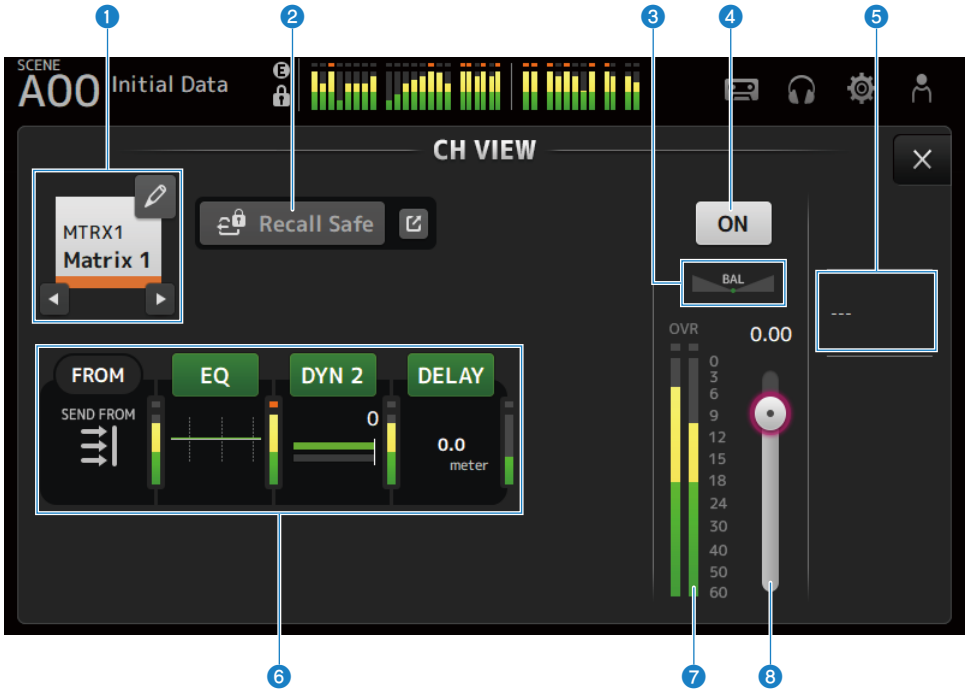 1 2 3 4 5
SCENE
A00 Initial Data E
CH VIEW
MTRX1
Matrix 1
Recall Safe
ON
BAL
---
OVR 0.00
0
3
6
9
12
15
18
24
30
40
50
60
FROM EQ DYN 2 DELAY
SEND FROM
0
0.0
meter
6 7 8